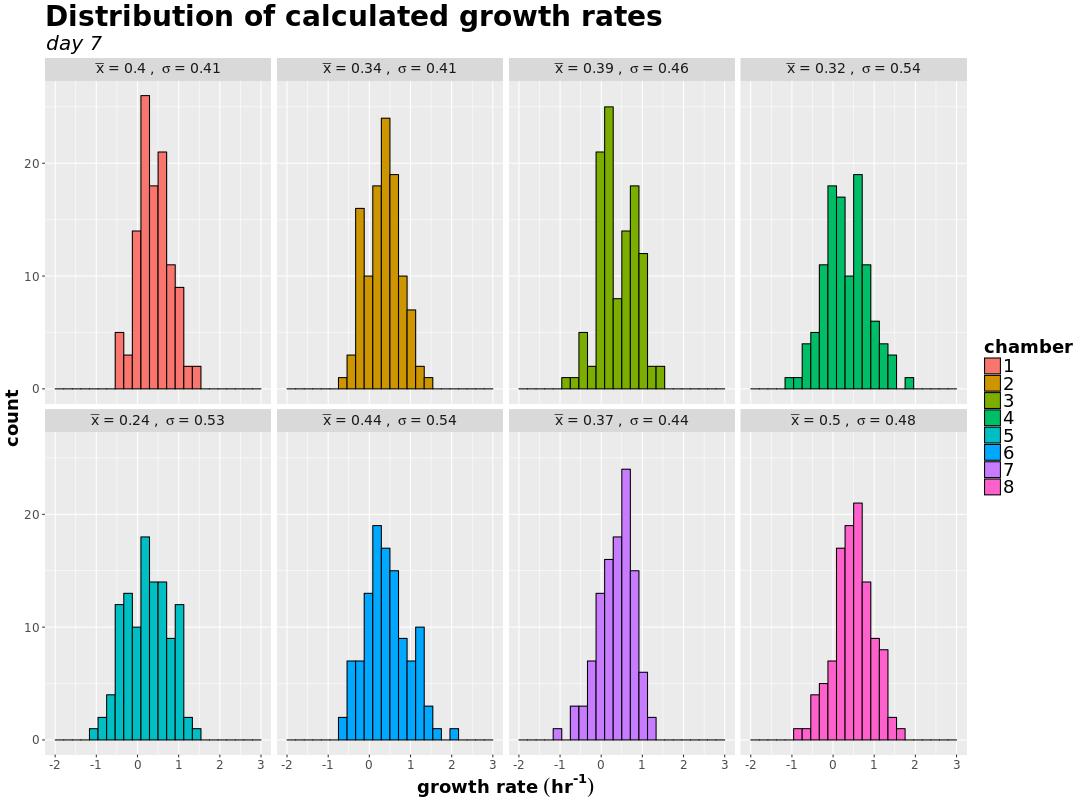 Distribution of calculated growth rates
day 7
x̅ = 0.4 , σ = 0.41
x̅ = 0.34 , σ = 0.41
x̅ = 0.39 , σ = 0.46
x̅ = 0.32 , σ = 0.54
20
10
0
count
x̅ = 0.24 , σ = 0.53
x̅ = 0.44 , σ = 0.54
x̅ = 0.37 , σ = 0.44
x̅ = 0.5 , σ = 0.48
20
10
0
-2 -1 0 1 2 3
-2 -1 0 1 2 3
-2 -1 0 1 2 3
-2 -1 0 1 2 3
growth rate (hr⁻¹)
chamber
1
2
3
4
5
6
7
8